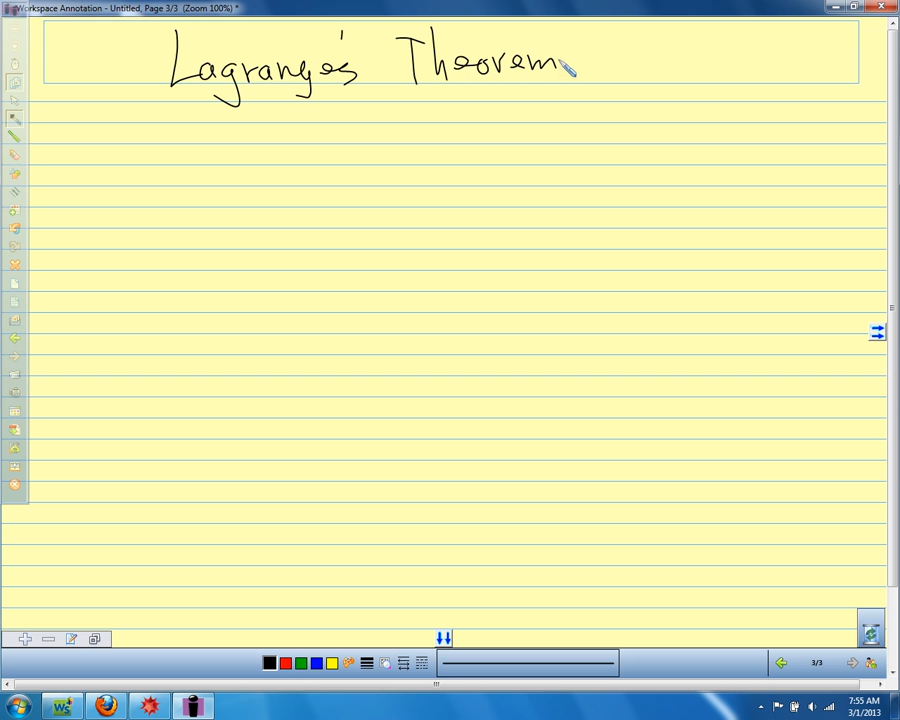 Workspace Annotation - Untitled, Page 3/3 (Zoom 100%) *
Lagrange's Theorem
3/3
7:55 AM
3/1/2013